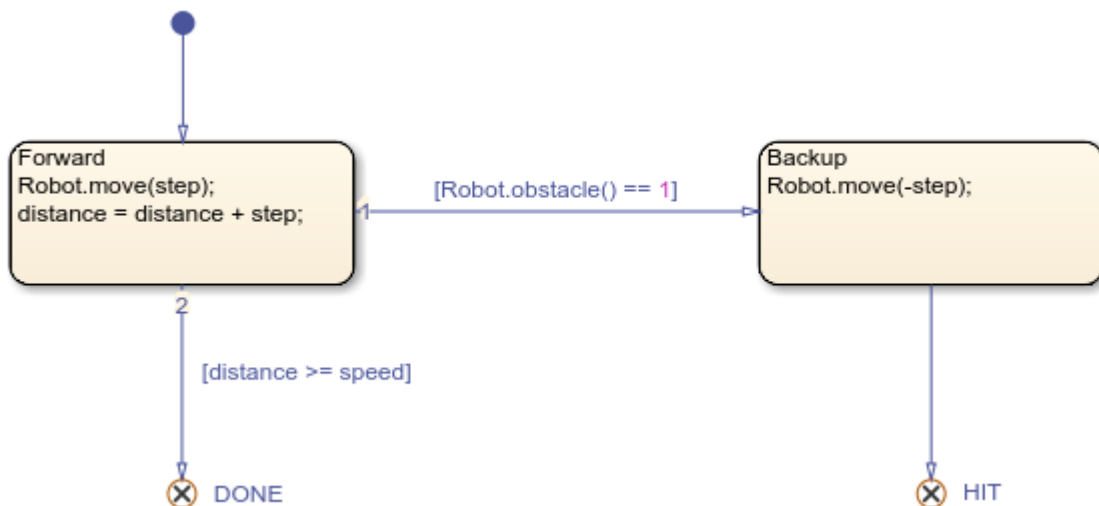 Forward
Robot.move(step);
distance = distance + step;
1
[Robot.obstacle() == 1]
Backup
Robot.move(-step);
2
[distance >= speed]
DONE
HIT